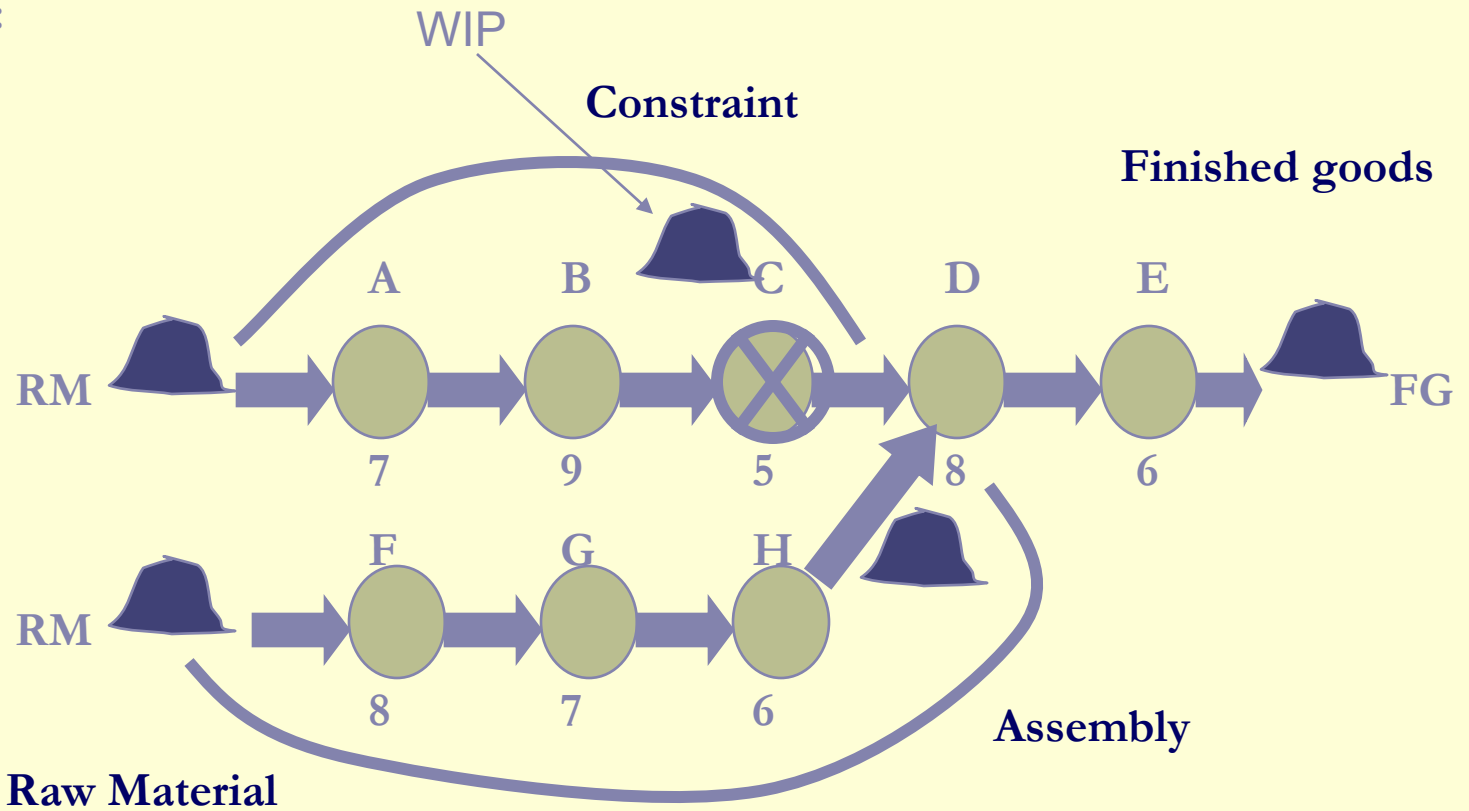 :
WIP
Constraint
Finished goods
A B C D E
RM FG
7 9 5 8 6
F G H
RM
8 7 6
Assembly
Raw Material